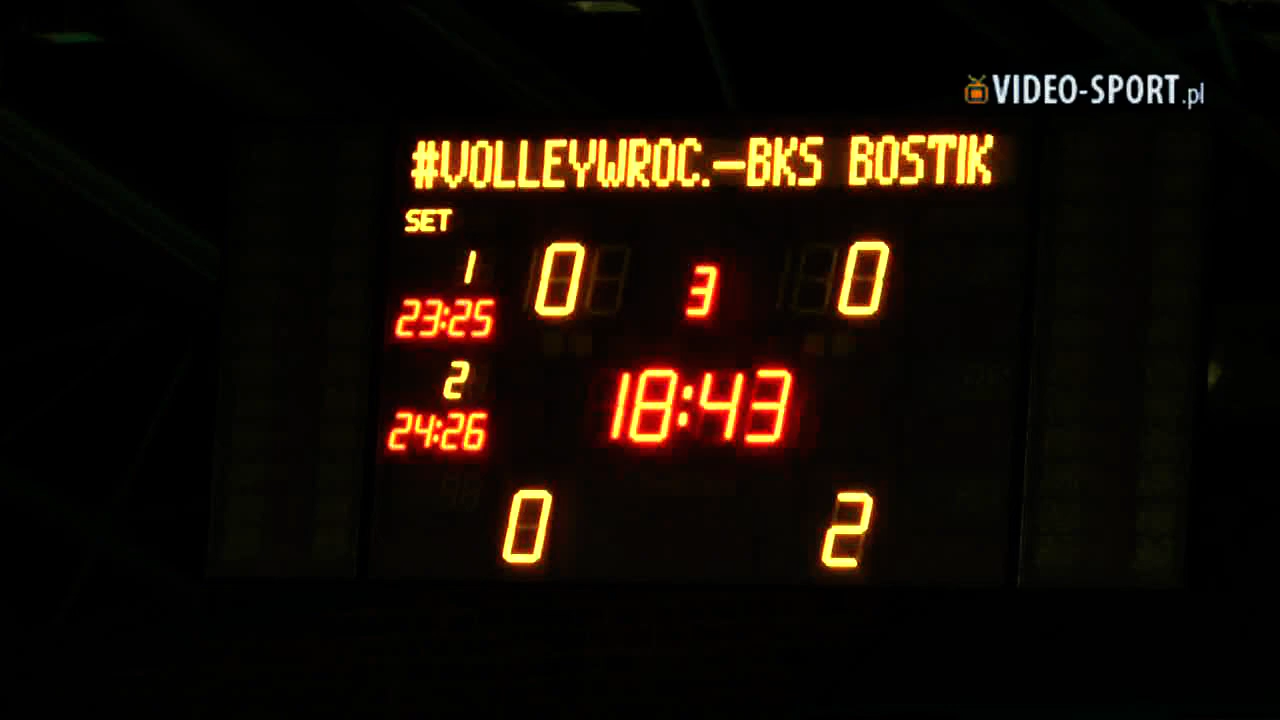 VIDEO-SPORT.pl
#VOLLEYWROC.-BKS BOSTIK
SET
1 0 3 0
23:25
2 18:43
24:26
0 2